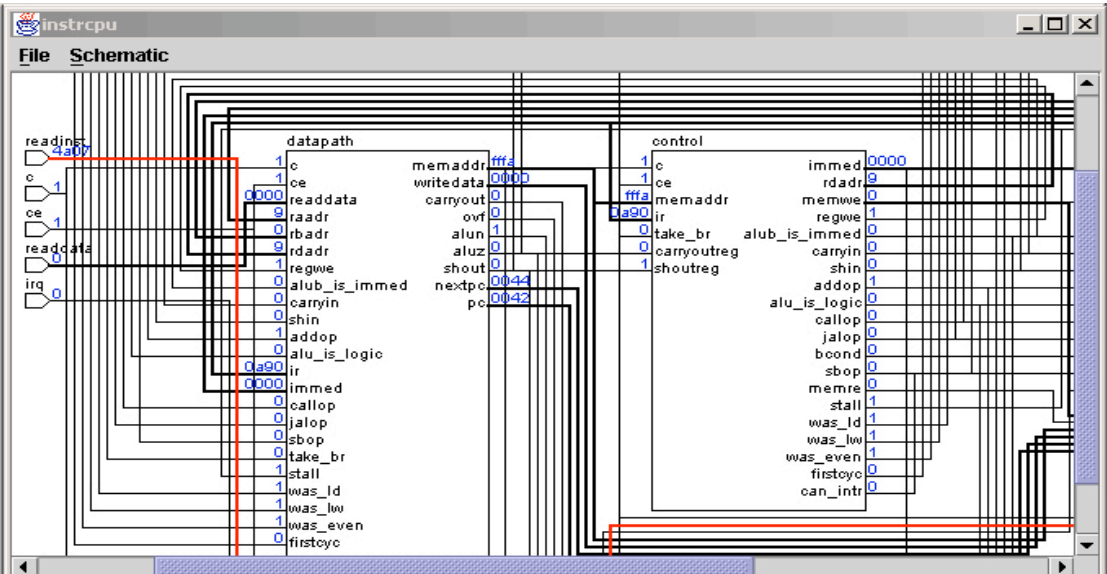 instrcpu
File Schematic
readinst
4a07
c
1
ce
1
readdata
0
irq
0
datapath
1 c
1 ce
0000 readdata
9 raadr
0 rbadr
9 rdadr
1 regwe
0 alub_is_immed
0 carryin
0 shin
1 addop
0 alu_is_logic
0a90 ir
0000 immed
0 callop
0 jalop
0 sbop
0 take_br
1 stall
1 was_ld
1 was_lw
1 was_even
0 firstcyc
memaddr fffa
writedata 0000
carryout 0
ovf 0
alun 1
aluz 0
shout 0
nextpc 0044
pc 0042
control
1 c
1 ce
fffa memaddr
0a90 ir
0 take_br
0 carryoutreg
1 shoutreg
immed 0000
rdadr 9
memwe 0
regwe 1
alub_is_immed 0
carryin 0
shin 0
addop 1
alu_is_logic 0
callop 0
jalop 0
bcond 0
sbop 0
memre 0
stall 1
was_ld 1
was_lw 1
was_even 1
firstcyc 0
can_intr 0